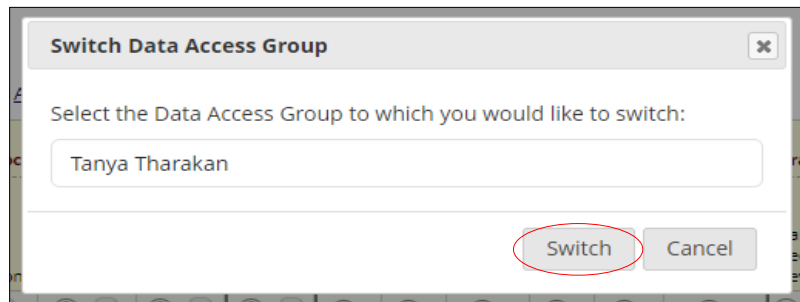 Switch Data Access Group
Select the Data Access Group to which you would like to switch:
Tanya Tharakan
Switch Cancel